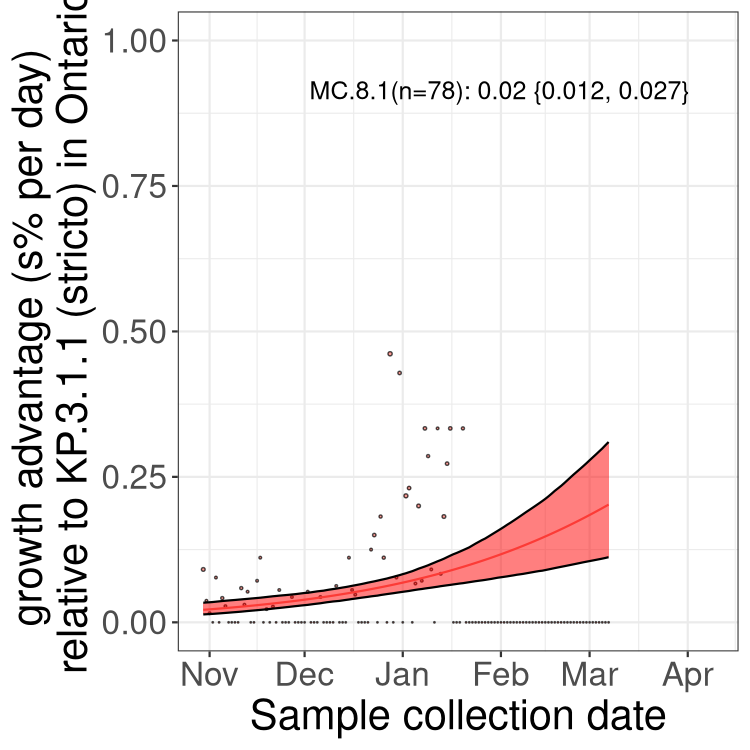 growth advantage (s% per day)
relative to KP.3.1.1 (stricto) in Ontario
1.00
0.75
0.50
0.25
0.00
MC.8.1(n=78): 0.02 {0.012, 0.027}
Nov Dec Jan Feb Mar Apr
Sample collection date